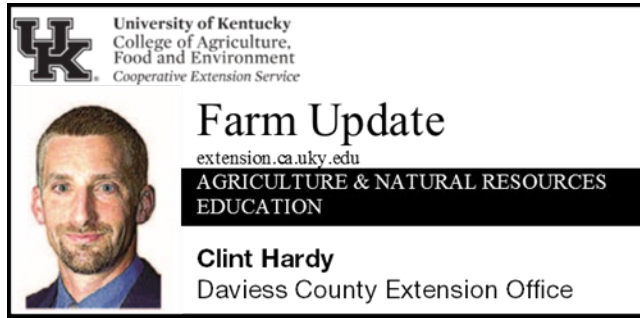 UK
University of Kentucky
College of Agriculture,
Food and Environment
Cooperative Extension Service
Farm Update
extension.ca.uky.edu
AGRICULTURE & NATURAL RESOURCES
EDUCATION
Clint Hardy
Daviess County Extension Office